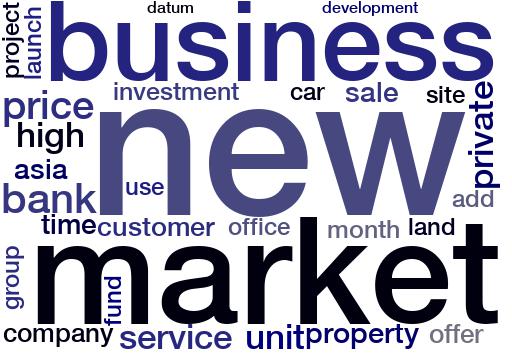 project
launch
datum
development
business
price
investment
car
sale
site
private
high
new
asia
use
bank
add
time
customer
office
month
land
group
market
fund
company
service
unit
property
offer